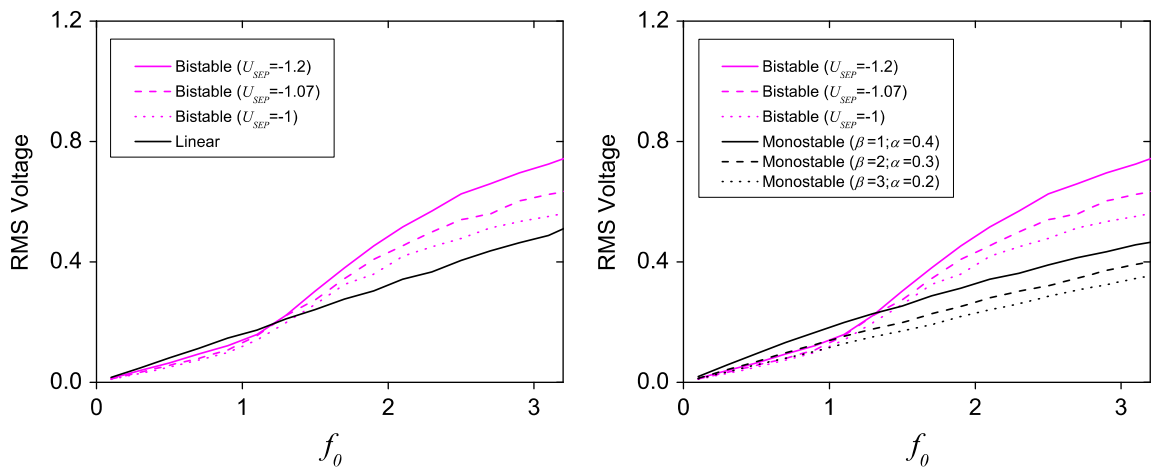 1.2
0.8
0.4
0.0
RMS Voltage
Bistable (U_SEP=-1.2)
Bistable (U_SEP=-1.07)
Bistable (U_SEP=-1)
Linear
0 1 2 3
f_0
1.2
0.8
0.4
0.0
RMS Voltage
Bistable (U_SEP=-1.2)
Bistable (U_SEP=-1.07)
Bistable (U_SEP=-1)
Monostable (β=1;α=0.4)
Monostable (β=2;α=0.3)
Monostable (β=3;α=0.2)
0 1 2 3
f_0